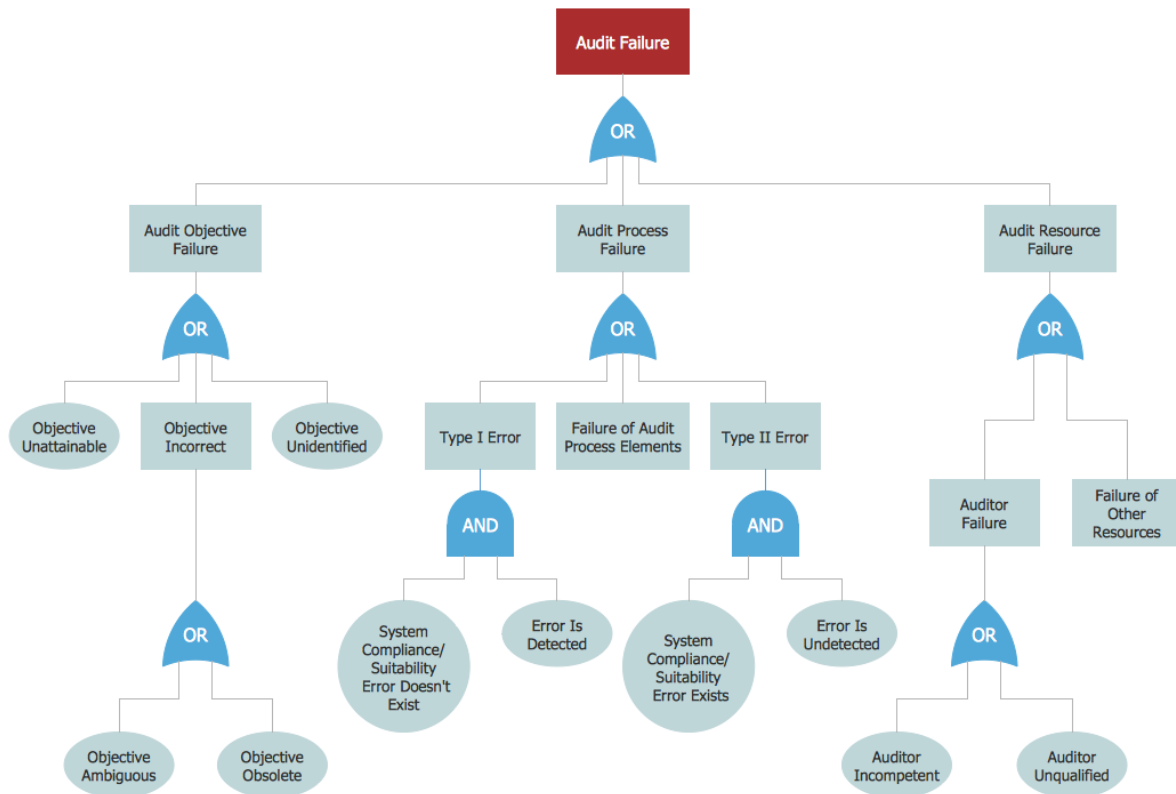 Audit Failure
OR
Audit Objective
Failure
Audit Process
Failure
Audit Resource
Failure
OR
OR
OR
Objective
Unattainable
Objective
Incorrect
Objective
Unidentified
Type I Error
Failure of Audit
Process Elements
Type II Error
Auditor
Failure
Failure of
Other
Resources
AND
AND
System
Compliance/
Suitability
Error Doesn't
Exist
Error Is
Detected
System
Compliance/
Suitability
Error Exists
Error Is
Undetected
OR
OR
Objective
Ambiguous
Objective
Obsolete
Auditor
Incompetent
Auditor
Unqualified